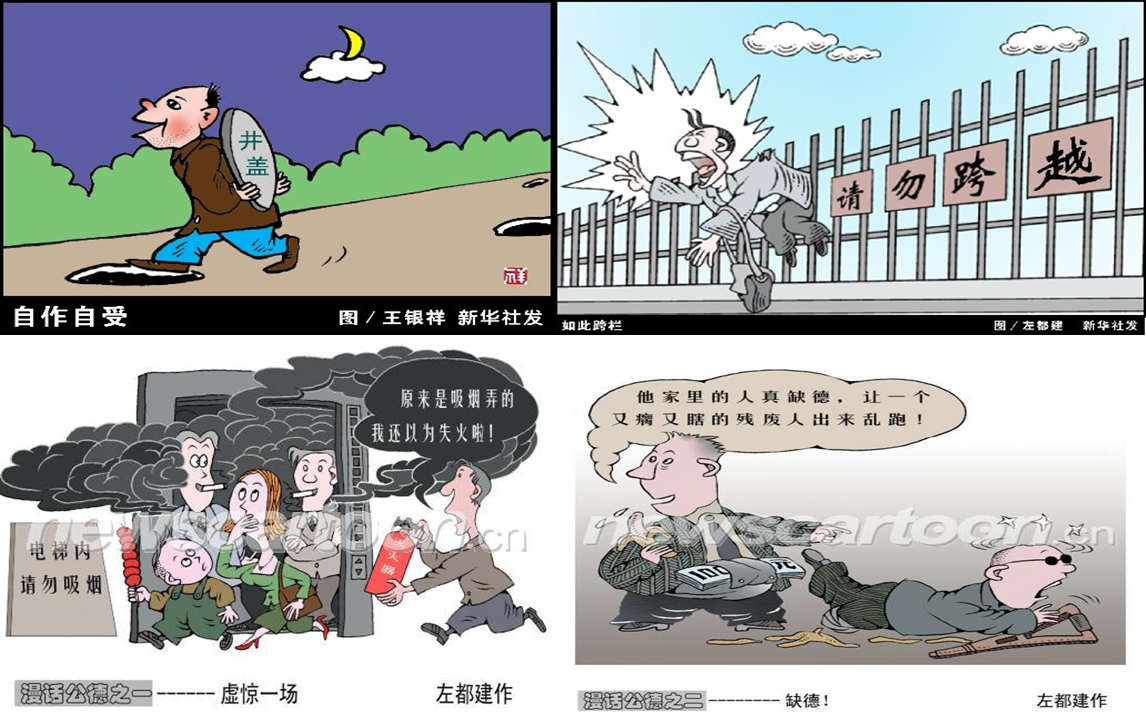 井
盖
祥
自作自受
图/王银祥 新华社发
请勿跨越
如此跨栏
图/左都建 新华社发
原来是吸烟弄的
我还以为失火啦!
电梯内
请勿吸烟
灭火器
newscartoon.cn
漫话公德之一------虚惊一场
左都建作
他家里的人真缺德,让一个
又瘸又瞎的残废人出来乱跑!
newscartoon.cn
漫话公德之二--------缺德!
左都建作